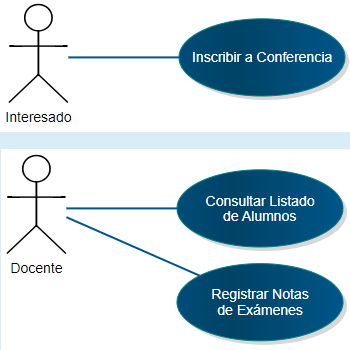 Inscribir a Conferencia
Interesado
Consultar Listado
de Alumnos
Docente
Registrar Notas
de Exámenes